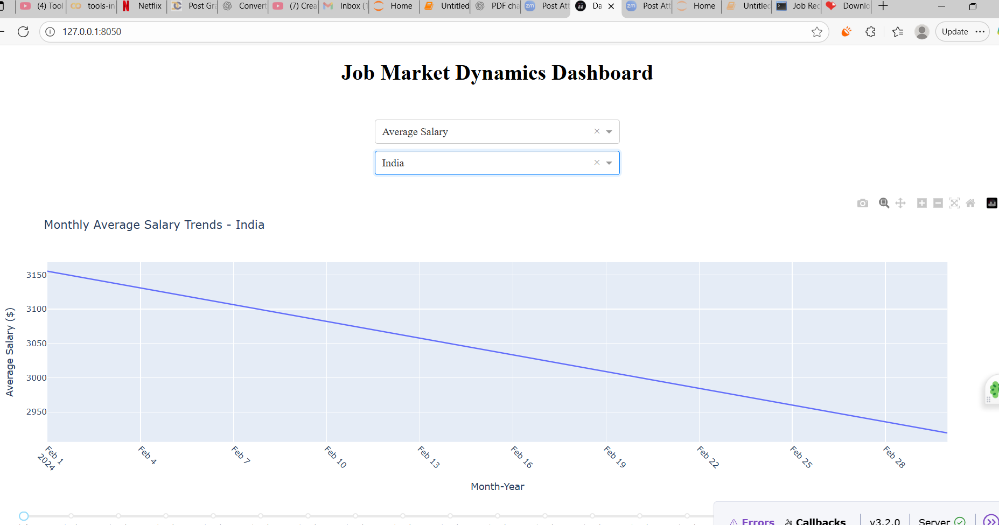 (4) Tool
tools-in
Netflix
Post Gra
Convert
(7) Crea
Inbox (1
Home
Untitled
PDF cha
Post Att
Da
Post Att
Home
Untitled
Job Rec
Downlo
127.0.0.1:8050
Update
Job Market Dynamics Dashboard
Average Salary
India
Monthly Average Salary Trends - India
Average Salary ($)
3150
3100
3050
3000
2950
Feb 1
2024
Feb 4
Feb 7
Feb 10
Feb 13
Feb 16
Feb 19
Feb 22
Feb 25
Feb 28
Month-Year
Errors
Callbacks
v3.2.0
Server